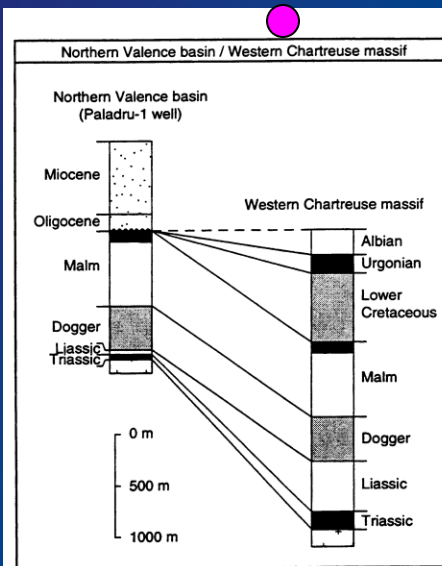 Northern Valence basin / Western Chartreuse massif
Northern Valence basin
(Paladru-1 well)
Miocene
Oligocene
Malm
Dogger
Liassic
Triassic
Western Chartreuse massif
Albian
Urgonian
Lower
Cretaceous
Malm
Dogger
Liassic
Triassic
0 m
500 m
1000 m